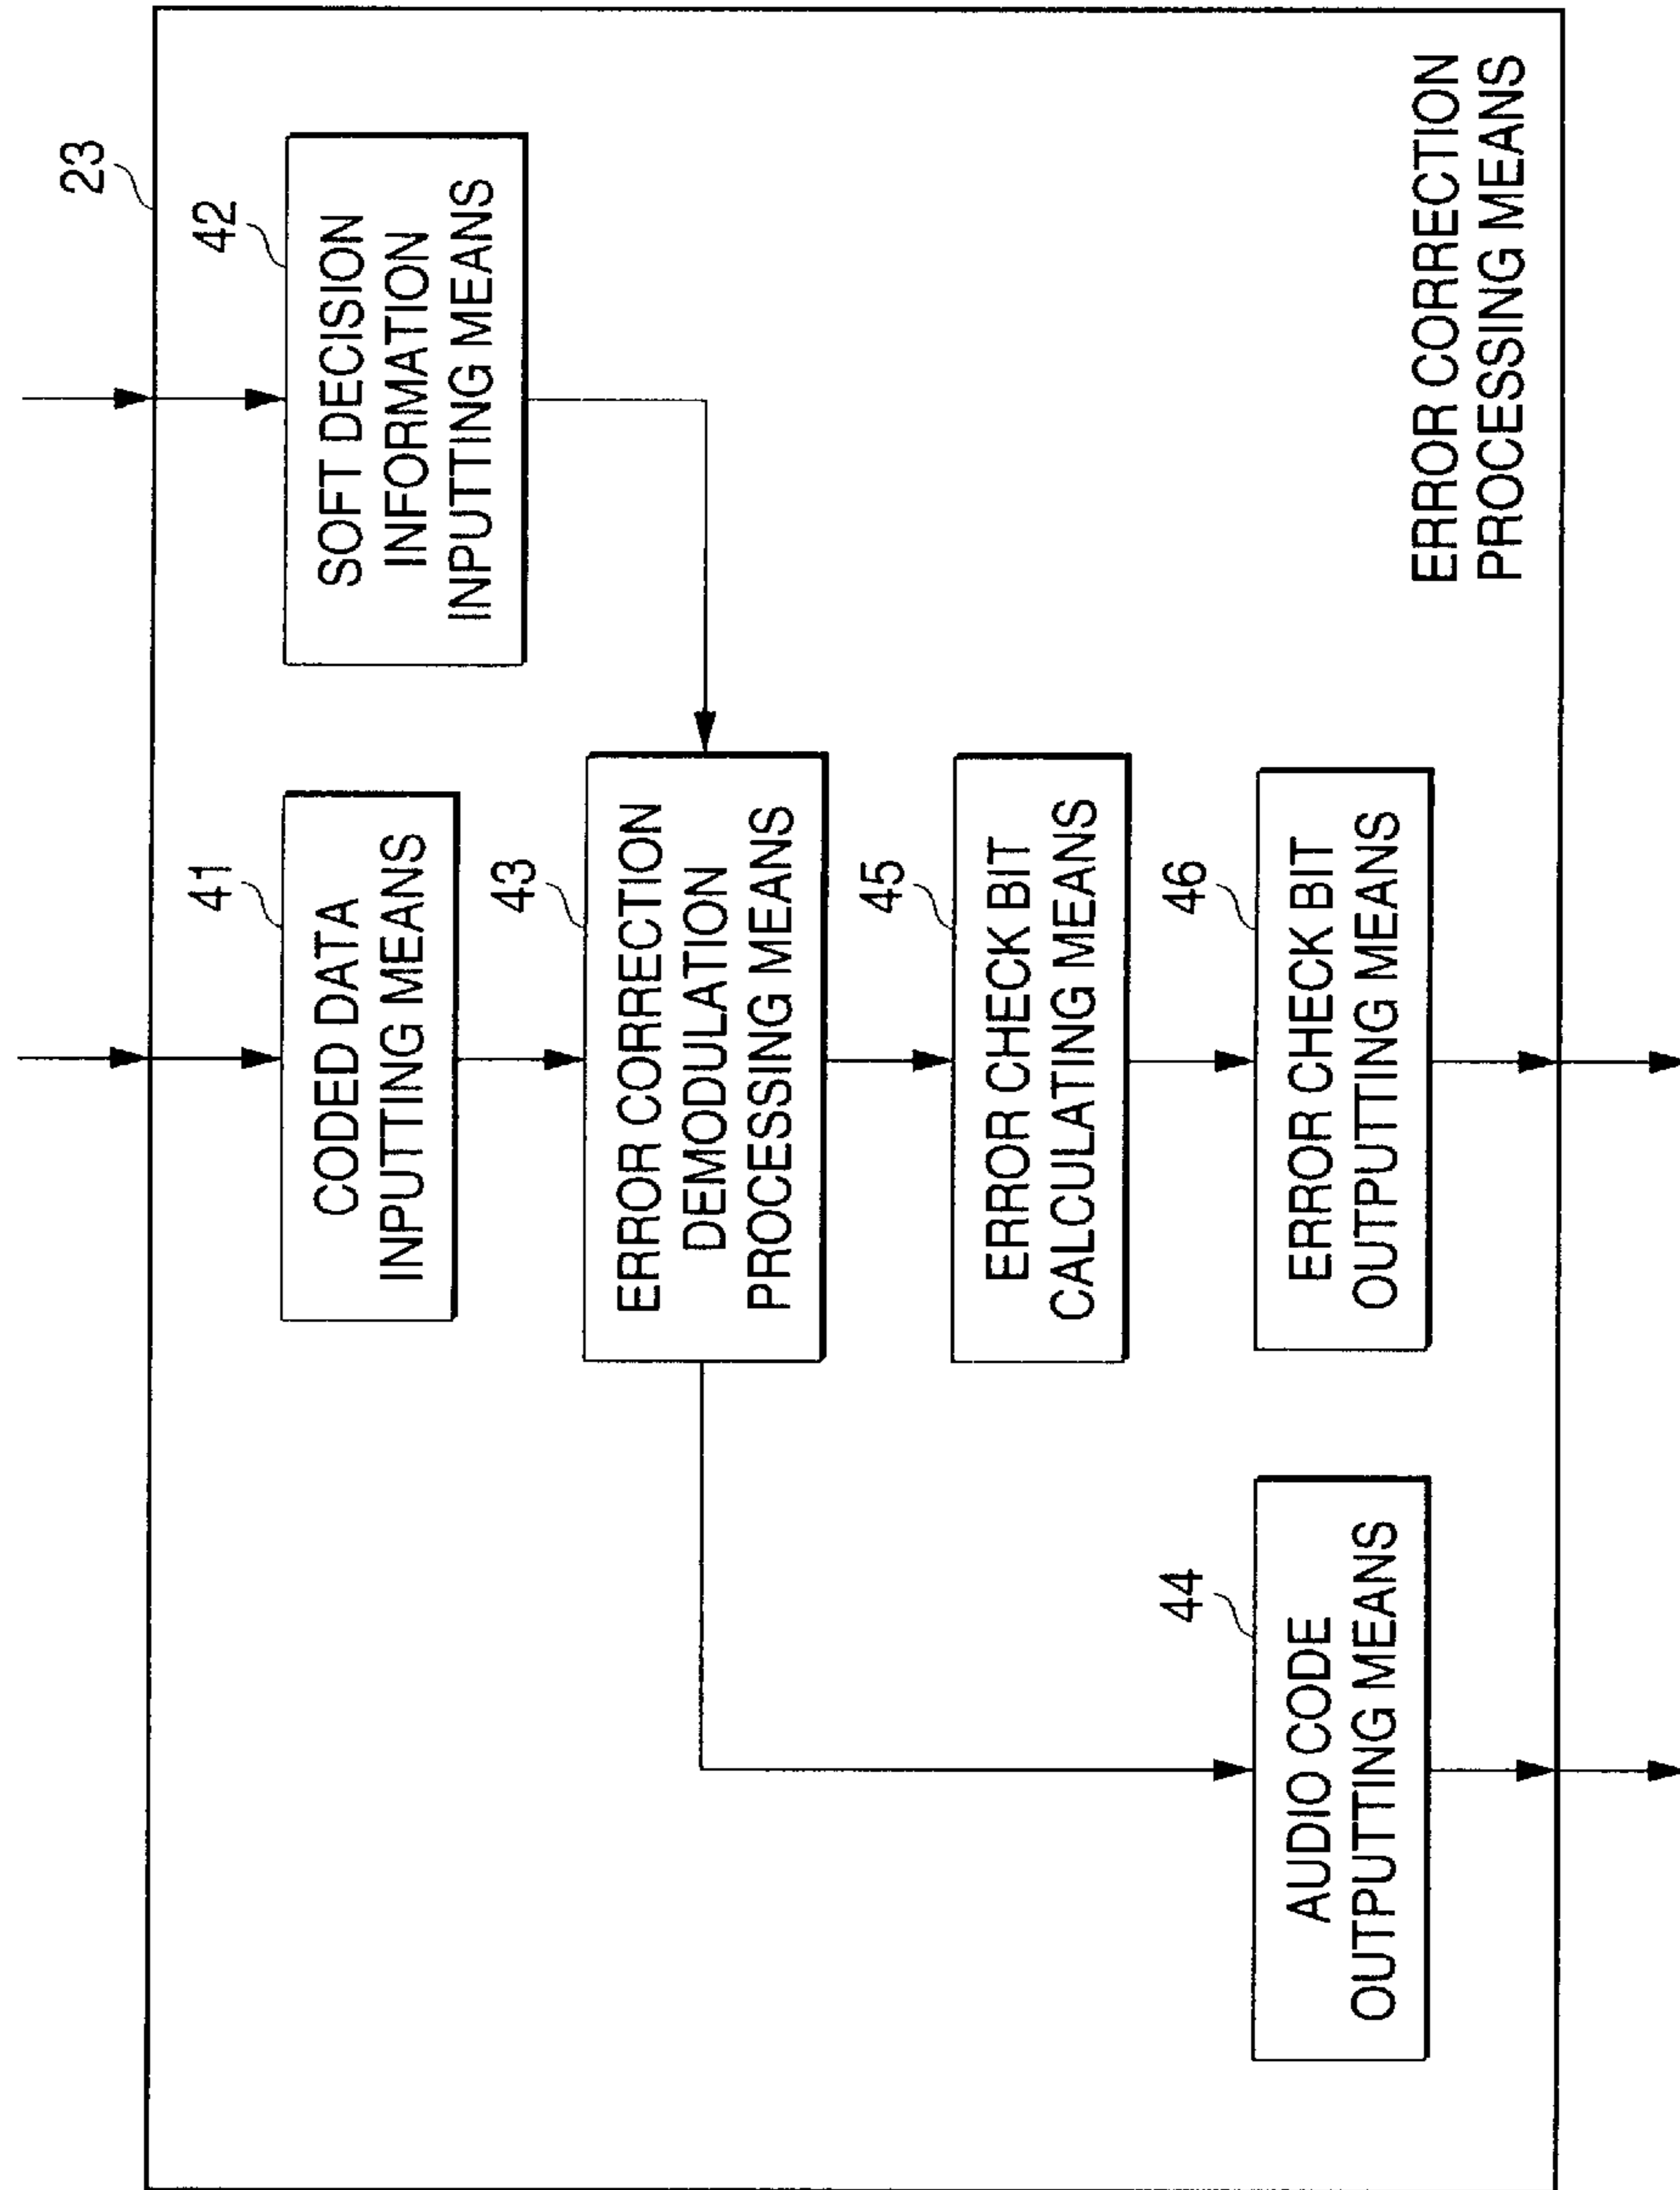 23
42
SOFT DECISION
INFORMATION
INPUTTING MEANS
41
CODED DATA
INPUTTING MEANS
43
ERROR CORRECTION
DEMODULATION
PROCESSING MEANS
45
ERROR CHECK BIT
CALCULATING MEANS
46
ERROR CHECK BIT
OUTPUTTING MEANS
44
AUDIO CODE
OUTPUTTING MEANS
ERROR CORRECTION
PROCESSING MEANS